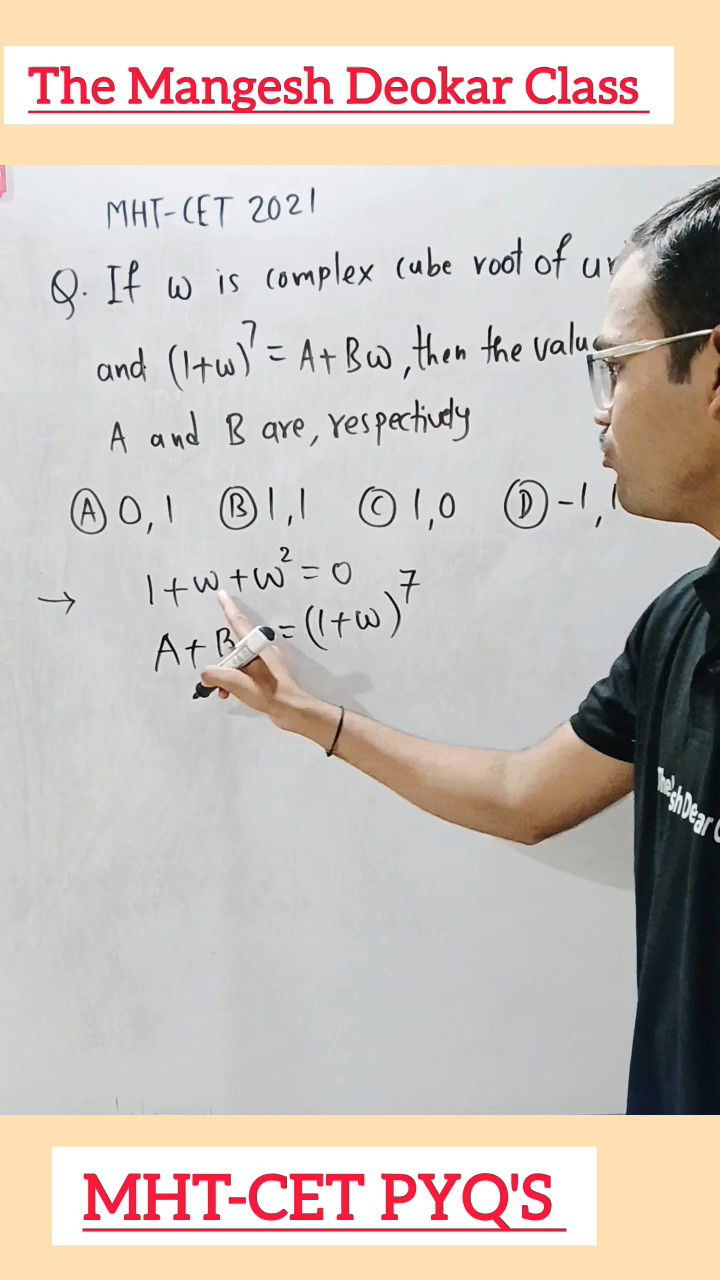 The Mangesh Deokar Class
MHT-CET 2021
Q. If ω is complex cube root of
and (1+ω)⁷ = A+Bω, then the
A and B are, respectively
Ⓐ 0, 1 Ⓑ 1, 1 Ⓒ 1, 0 Ⓓ -1, 1
→ 1+ω+ω² = 0
A+B = (1+ω)⁷
MHT-CET PYQ'S